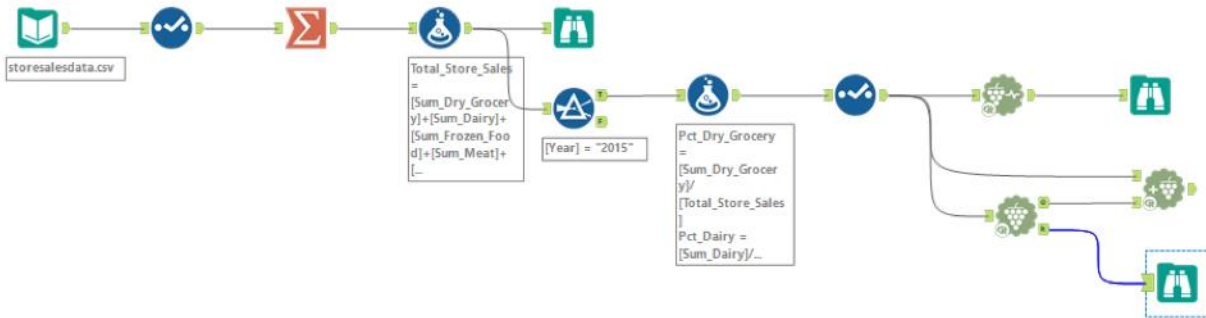 storesalesdata.csv
Total_Store_Sales
=
[Sum_Dry_Grocer
y]+[Sum_Dairy]+
[Sum_Frozen_Foo
d]+[Sum_Meat]+
[...
T
F
[Year] = "2015"
Pct_Dry_Grocery
=
[Sum_Dry_Grocer
y]/
[Total_Store_Sales
]
Pct_Dairy =
[Sum_Dairy]/...
O
R